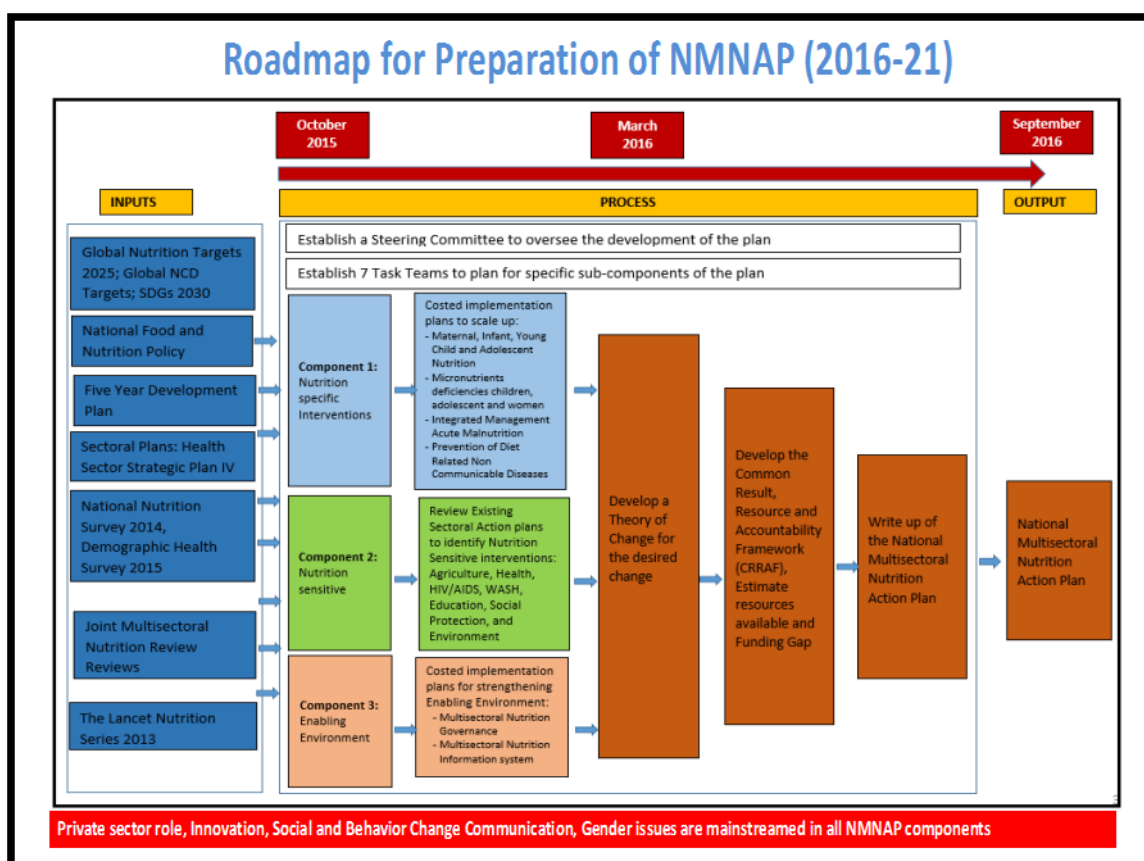 Roadmap for Preparation of NMNAP (2016-21)
October
2015
March
2016
September
2016
INPUTS
PROCESS
OUTPUT
Global Nutrition Targets
2025; Global NCD
Targets; SDGs 2030
National Food and
Nutrition Policy
Five Year Development
Plan
Sectoral Plans: Health
Sector Strategic Plan IV
National Nutrition
Survey 2014,
Demographic Health
Survey 2015
Joint Multisectoral
Nutrition Review
Reviews
The Lancet Nutrition
Series 2013
Establish a Steering Committee to oversee the development of the plan
Establish 7 Task Teams to plan for specific sub-components of the plan
Component 1:
Nutrition
specific
Interventions
Costed implementation
plans to scale up:
- Maternal, Infant, Young
Child and Adolescent
Nutrition
- Micronutrients
deficiencies children,
adolescent and women
- Integrated Management
Acute Malnutrition
- Prevention of Diet
Related Non
Communicable Diseases
Component 2:
Nutrition
sensitive
Review Existing
Sectoral Action plans
to identify Nutrition
Sensitive interventions:
Agriculture, Health,
HIV/AIDS, WASH,
Education, Social
Protection, and
Environment
Component 3:
Enabling
Environment
Costed implementation
plans for strengthening
Enabling Environment:
- Multisectoral Nutrition
Governance
- Multisectoral Nutrition
Information system
Develop a
Theory of
Change for
the desired
change
Develop the
Common
Result,
Resource and
Accountability
Framework
(CRRAF),
Estimate
resources
available and
Funding Gap
Write up of
the National
Multisectoral
Nutrition
Action Plan
National
Multisectoral
Nutrition
Action Plan
Private sector role, Innovation, Social and Behavior Change Communication, Gender issues are mainstreamed in all NMNAP components